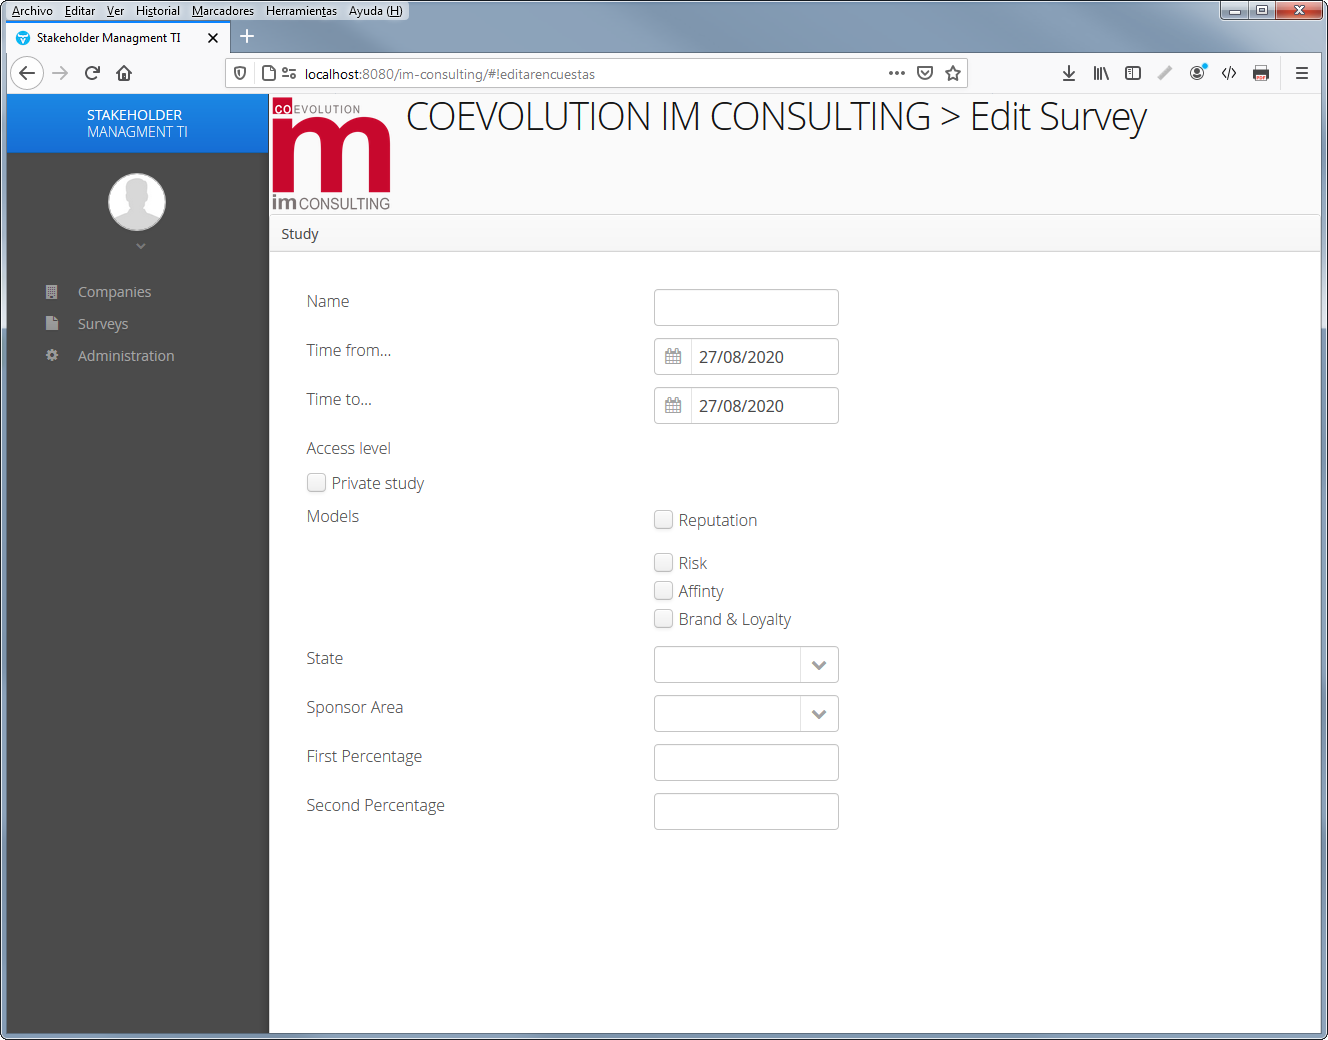 Archivo Editar Ver Historial Marcadores Herramientas Ayuda (H)
Stakeholder Managment TI
localhost:8080/im-consulting/#!editarencuestas
STAKEHOLDER
MANAGMENT TI
COEVOLUTION
im
im CONSULTING
COEVOLUTION IM CONSULTING > Edit Survey
Companies
Surveys
Administration
Study
Name
Time from...
27/08/2020
Time to...
27/08/2020
Access level
Private study
Models
Reputation
Risk
Affinty
Brand & Loyalty
State
Sponsor Area
First Percentage
Second Percentage